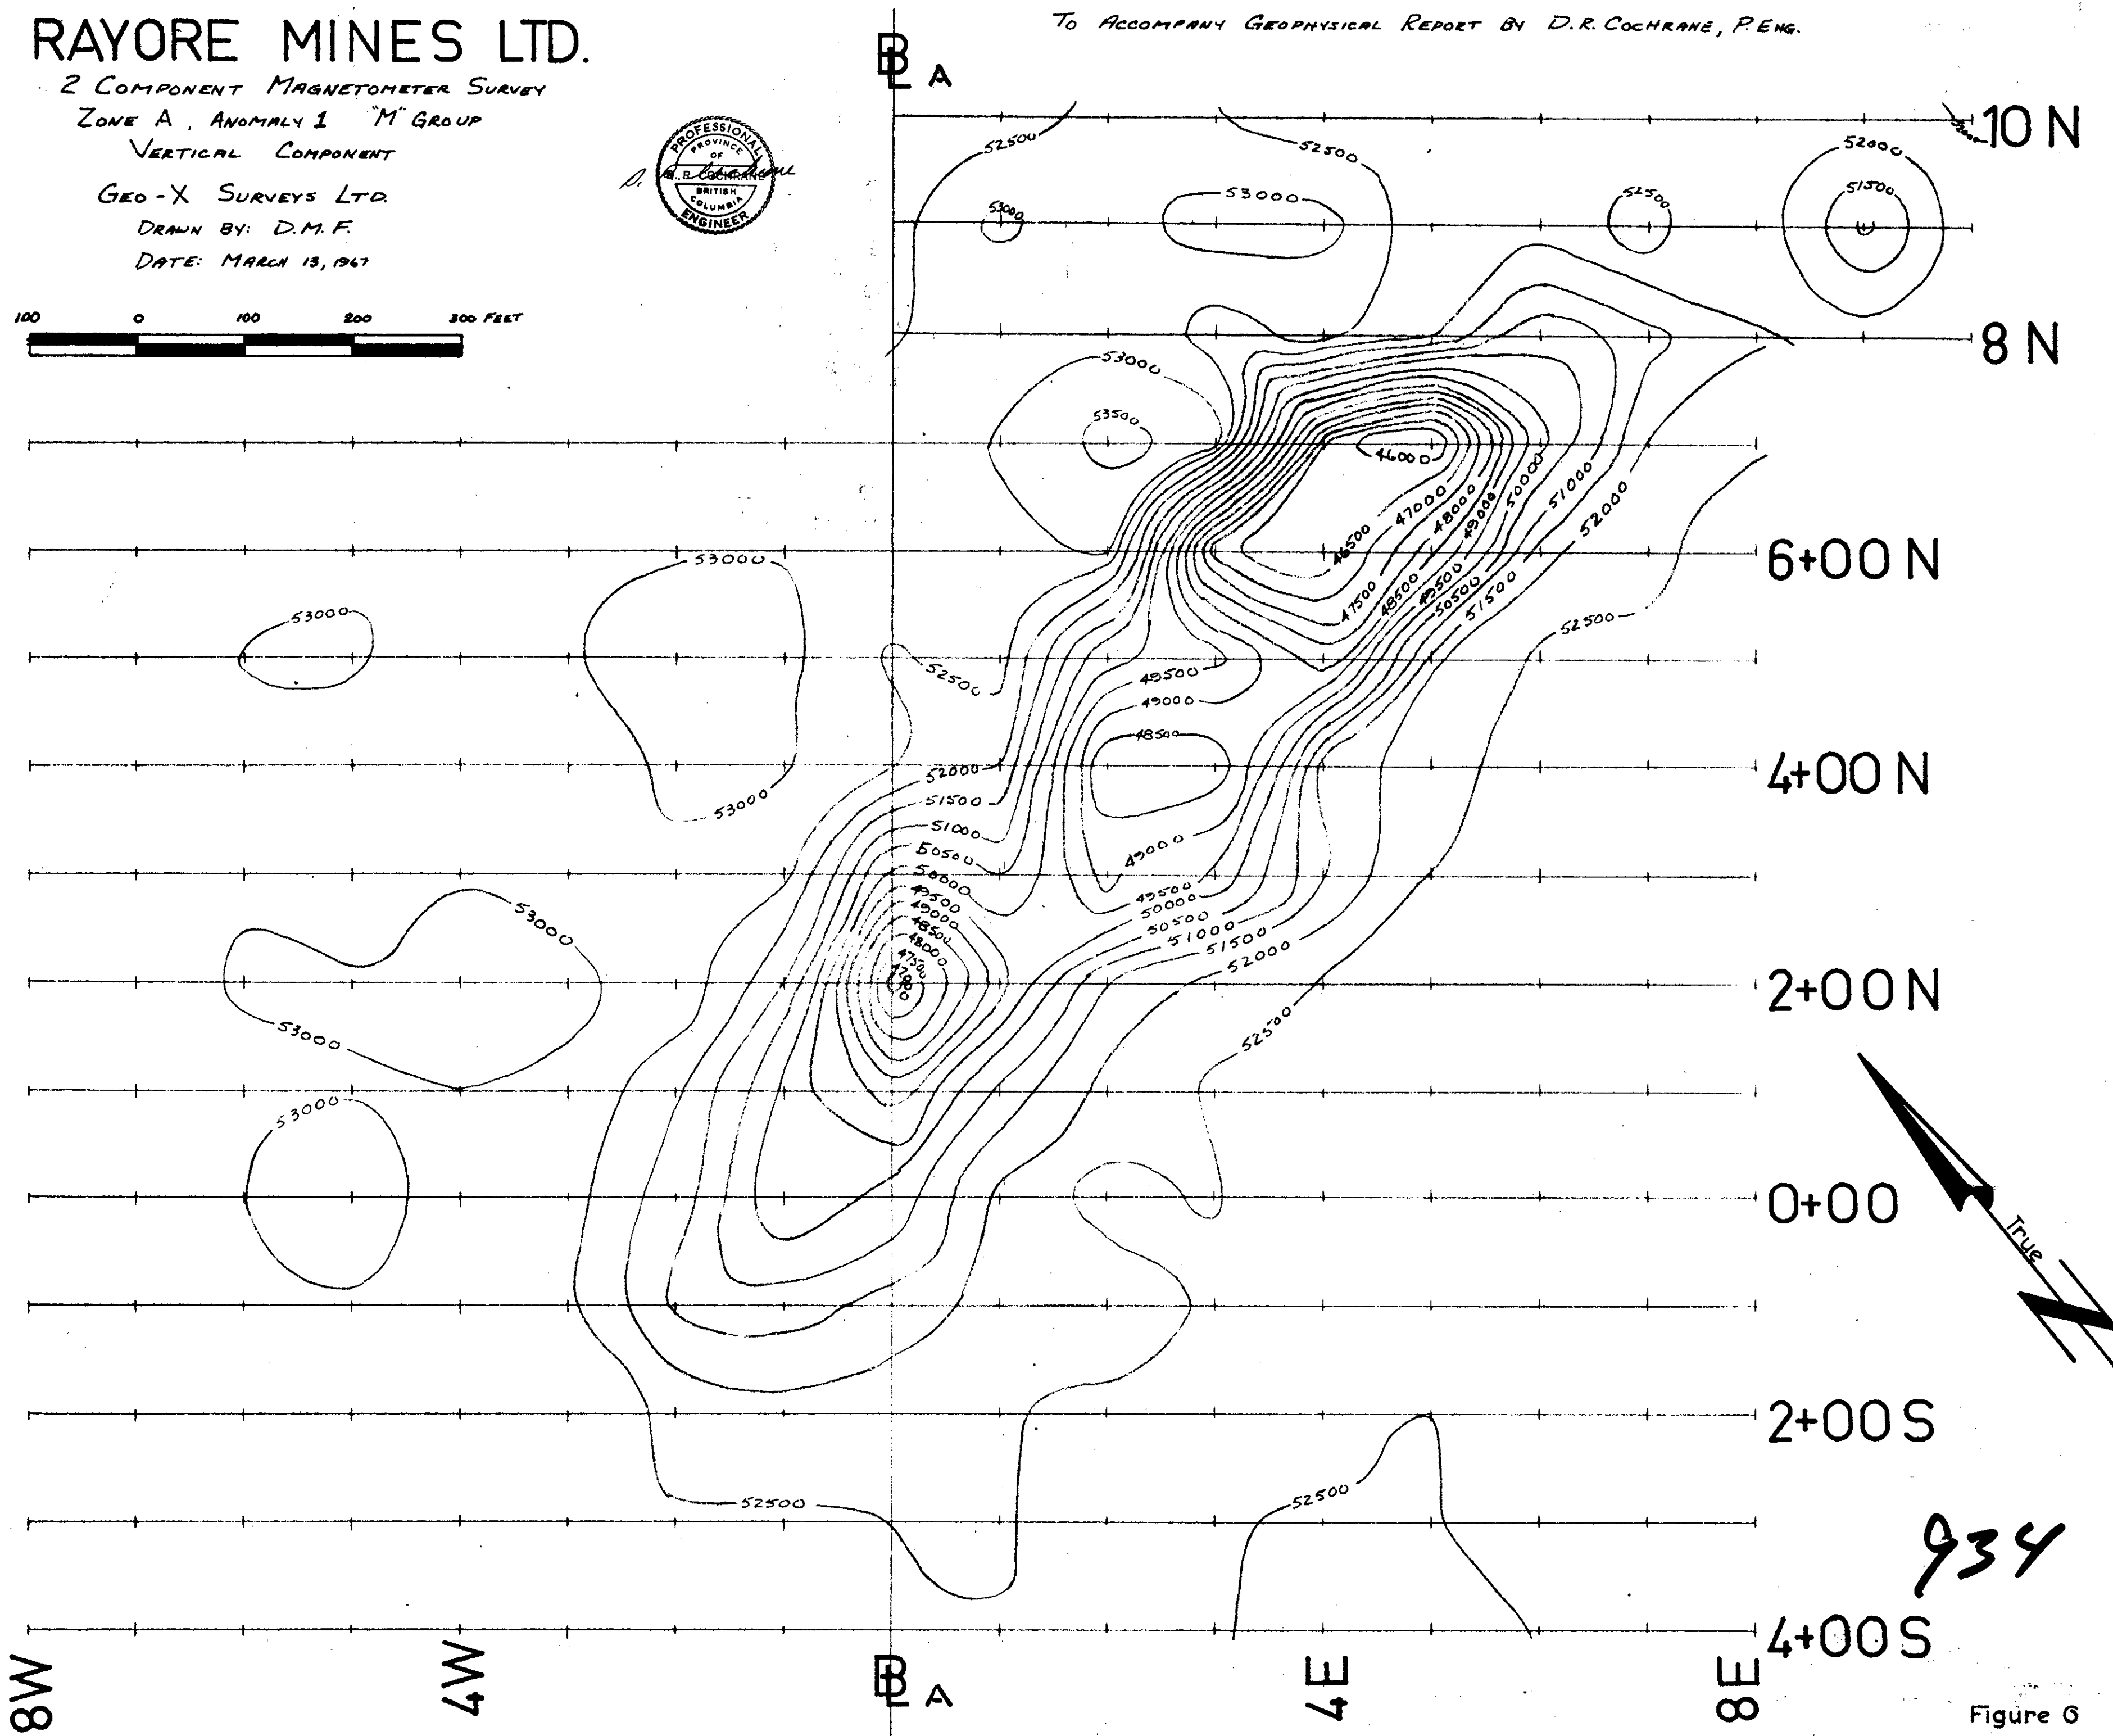 RAYORE MINES LTD.
2 COMPONENT MAGNETOMETER SURVEY
ZONE A, ANOMALY 1 "M" GROUP
VERTICAL COMPONENT
GEO-X SURVEYS LTD.
DRAWN BY: D.M.F.
DATE: MARCH 13, 1967
100 0 100 200 300 FEET
TO ACCOMPANY GEOPHYSICAL REPORT BY D.R. COCHRANE, P.ENG.
PROFESSIONAL
PROVINCE
OF
D. R. COCHRANE
BRITISH
COLUMBIA
ENGINEER
BL A
10 N
52500
52500
52000
53000
53000
52500
51500
8 N
53000
53500
46000
47000
48000
49000
50000
51000
52000
46500
6+00 N
53000
53000
47500
48500
49500
50500
51500
52500
52500
49500
49000
48500
4+00 N
52000
51500
53000
51000
50500
49000
50000
49500
49000
48500
48000
47500
47000
49500
50000
50500
51000
51500
52000
53000
2+00 N
53000
52500
53000
0+00
True
N
2+00 S
52500
52500
934
4+00 S
8W
4W
BL A
4E
8E
Figure 6